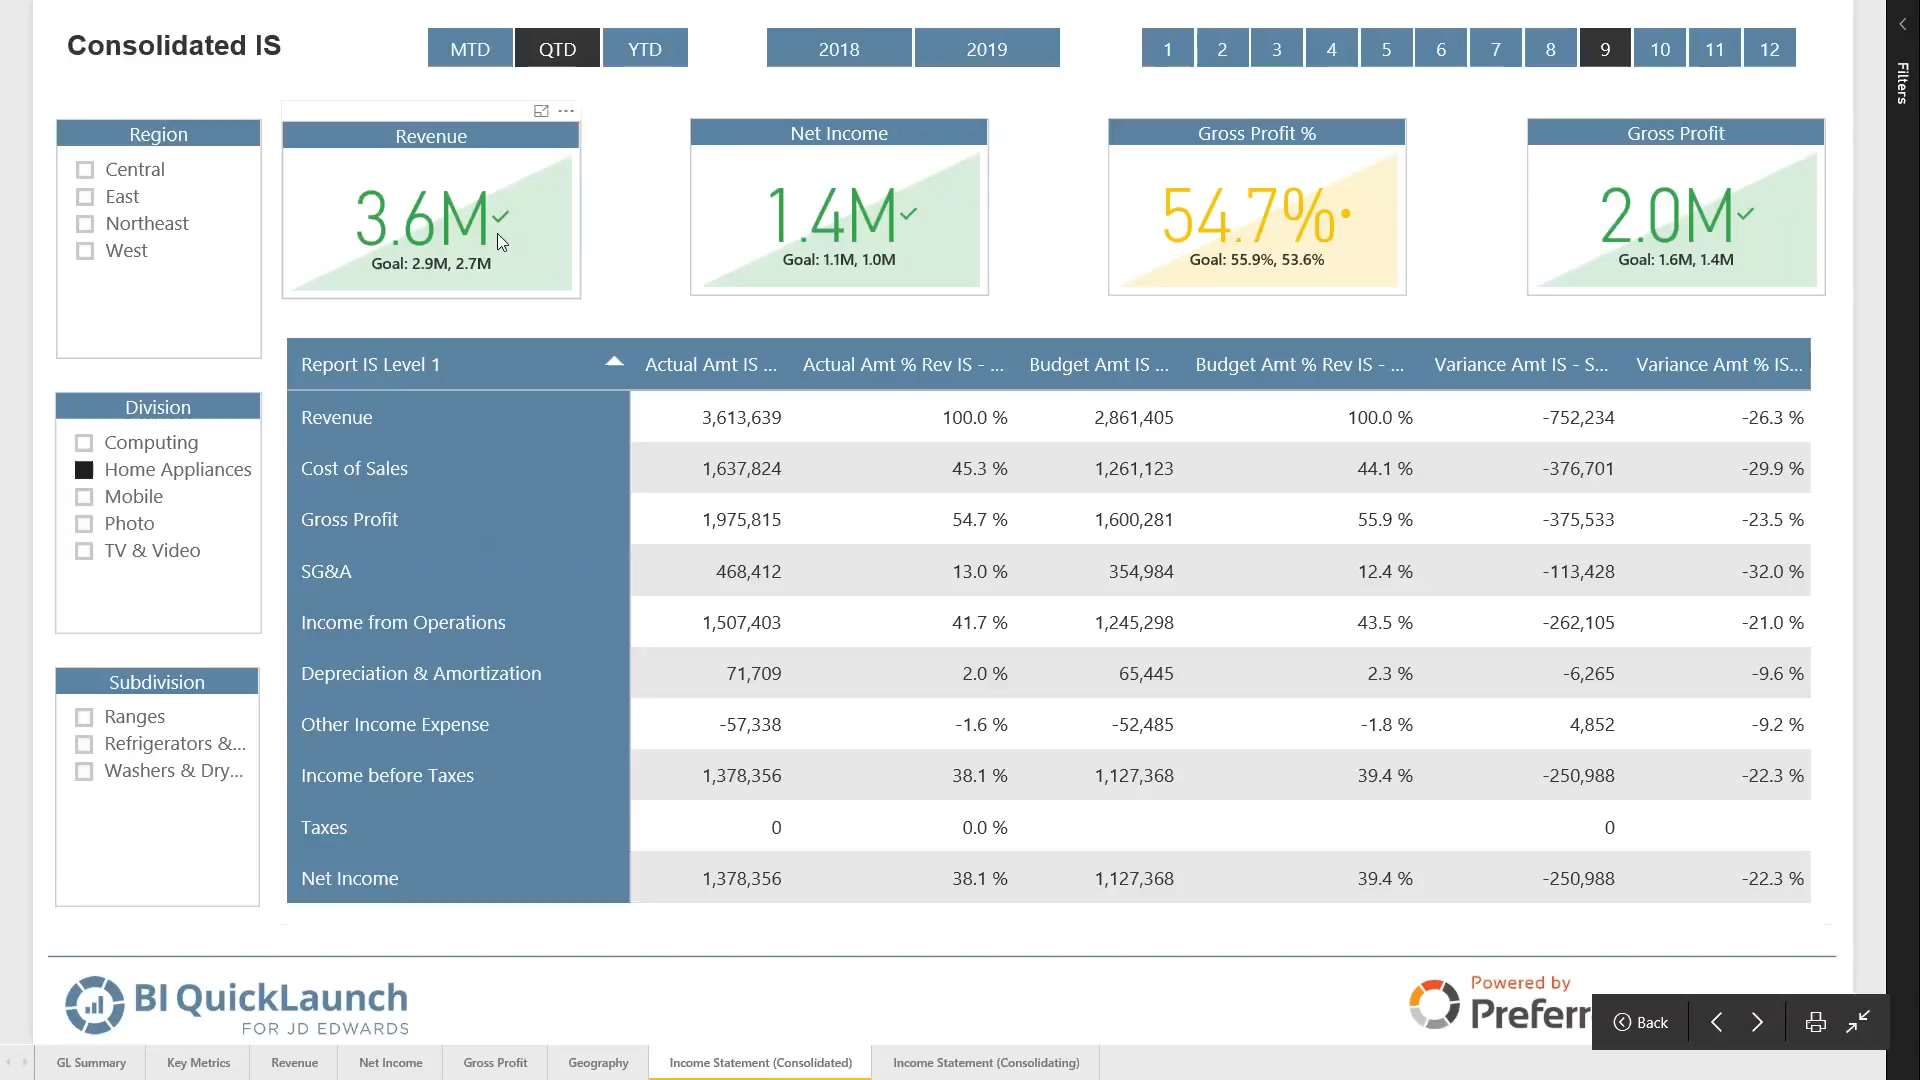 Consolidated IS
MTD QTD YTD
2018 2019
1 2 3 4 5 6 7 8 9 10 11 12
Filters
Region
Central
East
Northeast
West
Revenue
3.6M
Goal: 2.9M, 2.7M
Net Income
1.4M
Goal: 1.1M, 1.0M
Gross Profit %
54.7%
Goal: 55.9%, 53.6%
Gross Profit
2.0M
Goal: 1.6M, 1.4M
Division
Computing
Home Appliances
Mobile
Photo
TV & Video
Subdivision
Ranges
Refrigerators &...
Washers & Dry...
Report IS Level 1 Actual Amt IS ... Actual Amt % Rev IS - ... Budget Amt IS ... Budget Amt % Rev IS - ... Variance Amt IS - S... Variance Amt % IS...
Revenue 3,613,639 100.0 % 2,861,405 100.0 % -752,234 -26.3 %
Cost of Sales 1,637,824 45.3 % 1,261,123 44.1 % -376,701 -29.9 %
Gross Profit 1,975,815 54.7 % 1,600,281 55.9 % -375,533 -23.5 %
SG&A 468,412 13.0 % 354,984 12.4 % -113,428 -32.0 %
Income from Operations 1,507,403 41.7 % 1,245,298 43.5 % -262,105 -21.0 %
Depreciation & Amortization 71,709 2.0 % 65,445 2.3 % -6,265 -9.6 %
Other Income Expense -57,338 -1.6 % -52,485 -1.8 % 4,852 -9.2 %
Income before Taxes 1,378,356 38.1 % 1,127,368 39.4 % -250,988 -22.3 %
Taxes 0 0.0 % 0
Net Income 1,378,356 38.1 % 1,127,368 39.4 % -250,988 -22.3 %
BI QuickLaunch
FOR JD EDWARDS
Powered by
Preferr
Back
GL Summary Key Metrics Revenue Net Income Gross Profit Geography Income Statement (Consolidated) Income Statement (Consolidating)